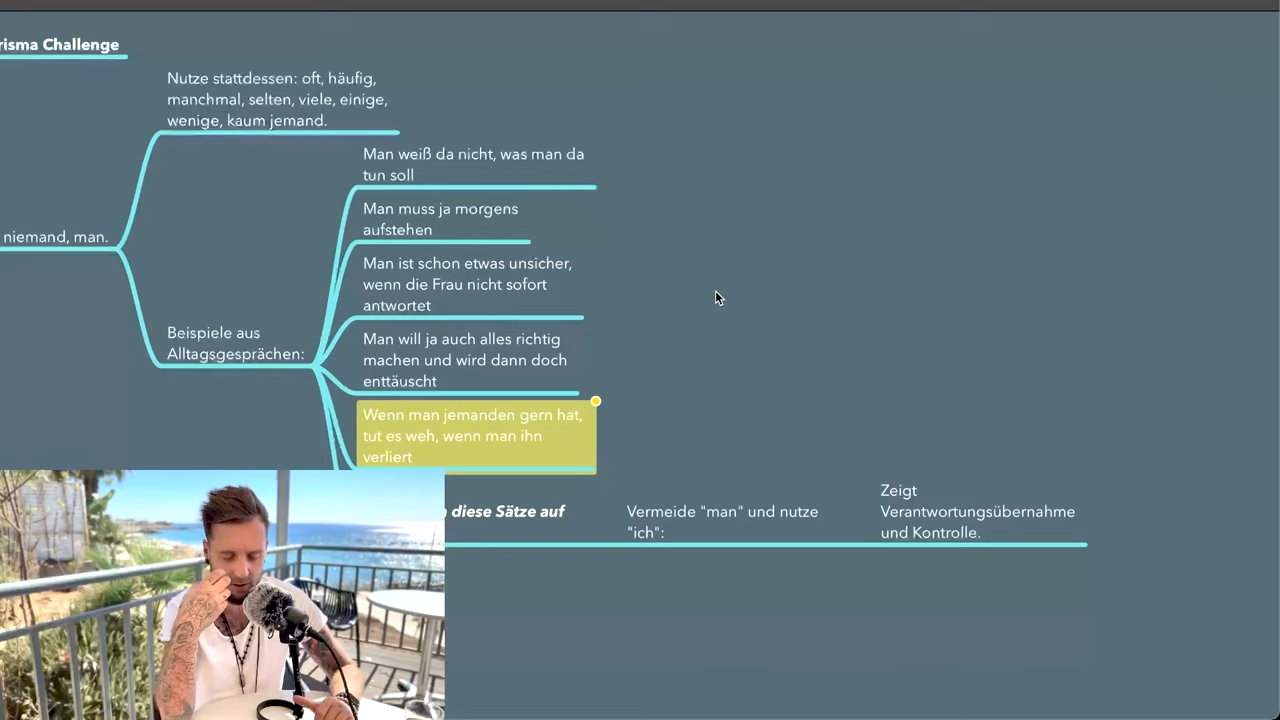 risma Challenge
Nutze stattdessen: oft, häufig,
manchmal, selten, viele, einige,
wenige, kaum jemand.
niemand, man.
Beispiele aus
Alltagsgesprächen:
Man weiß da nicht, was man da
tun soll
Man muss ja morgens
aufstehen
Man ist schon etwas unsicher,
wenn die Frau nicht sofort
antwortet
Man will ja auch alles richtig
machen und wird dann doch
enttäuscht
Wenn man jemanden gern hat,
tut es weh, wenn man ihn
verliert
diese Sätze auf
Vermeide "man" und nutze
"ich":
Zeigt
Verantwortungsübernahme
und Kontrolle.